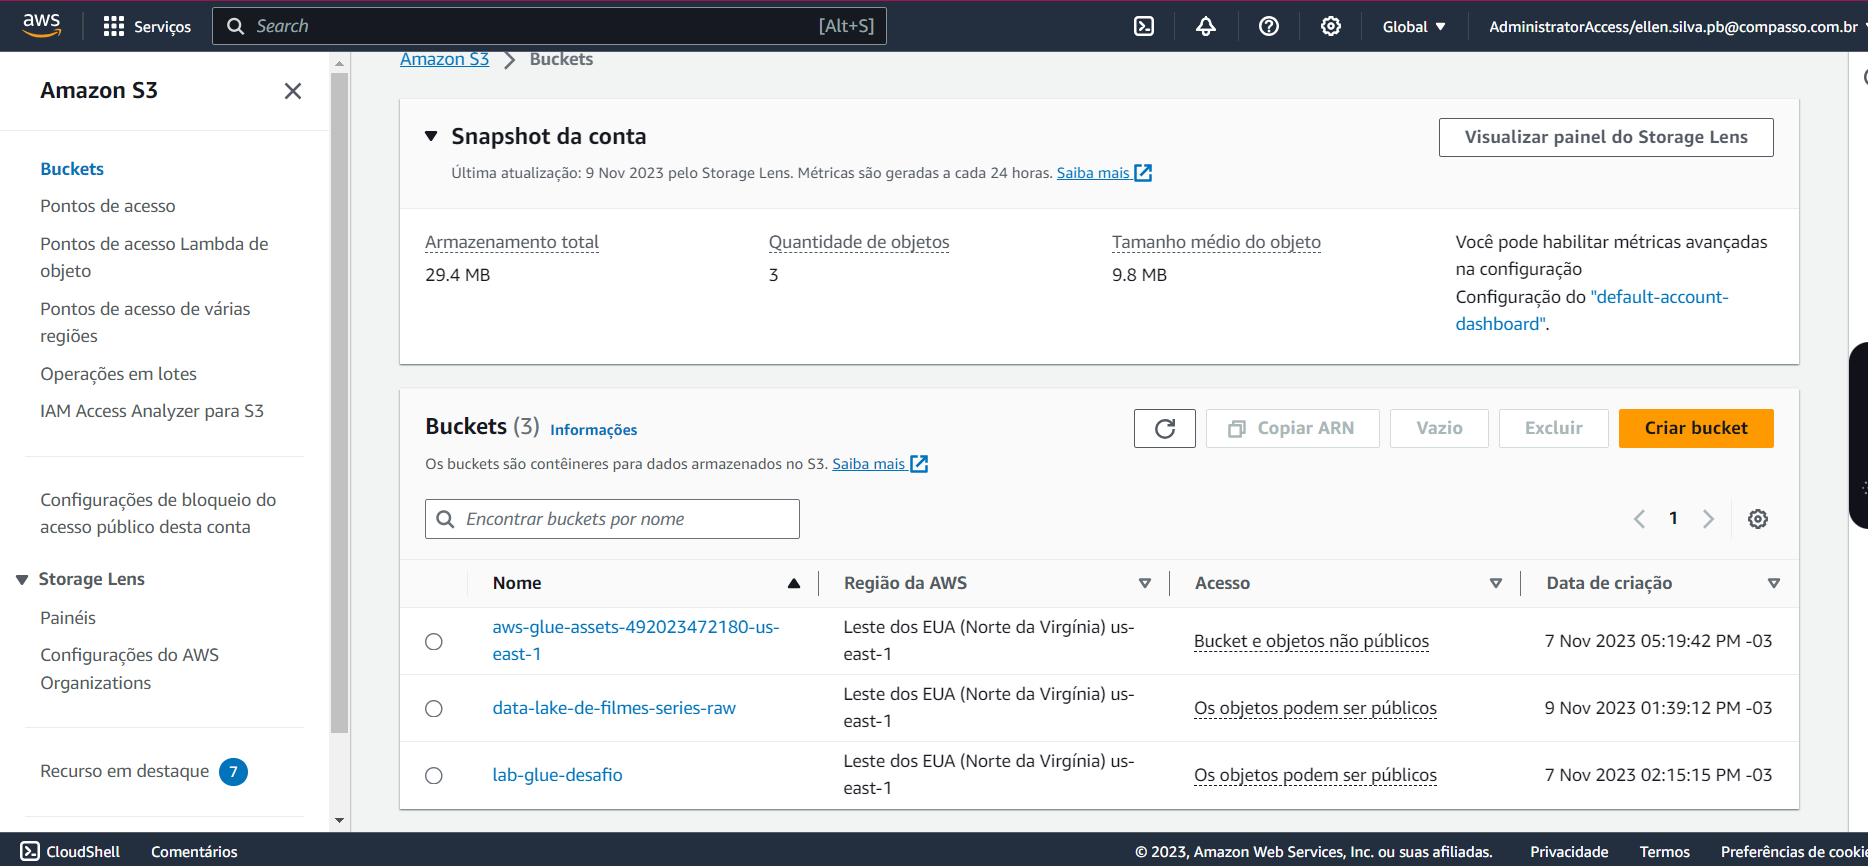 aws
Serviços
Search
[Alt+S]
Global
AdministratorAccess/ellen.silva.pb@compasso.com.br
Amazon S3
Buckets
Pontos de acesso
Pontos de acesso Lambda de
objeto
Pontos de acesso de várias
regiões
Operações em lotes
IAM Access Analyzer para S3
Configurações de bloqueio do
acesso público desta conta
Storage Lens
Painéis
Configurações do AWS
Organizations
Recurso em destaque 7
Amazon S3 > Buckets
Snapshot da conta
Última atualização: 9 Nov 2023 pelo Storage Lens. Métricas são geradas a cada 24 horas. Saiba mais
Visualizar painel do Storage Lens
Armazenamento total
29.4 MB
Quantidade de objetos
3
Tamanho médio do objeto
9.8 MB
Você pode habilitar métricas avançadas
na configuração
Configuração do "default-account-
dashboard".
Buckets (3) Informações
Os buckets são contêineres para dados armazenados no S3. Saiba mais
Copiar ARN
Vazio
Excluir
Criar bucket
Encontrar buckets por nome
1
Nome
Região da AWS
Acesso
Data de criação
aws-glue-assets-492023472180-us-
east-1
Leste dos EUA (Norte da Virgínia) us-
east-1
Bucket e objetos não públicos
7 Nov 2023 05:19:42 PM -03
data-lake-de-filmes-series-raw
Leste dos EUA (Norte da Virgínia) us-
east-1
Os objetos podem ser públicos
9 Nov 2023 01:39:12 PM -03
lab-glue-desafio
Leste dos EUA (Norte da Virgínia) us-
east-1
Os objetos podem ser públicos
7 Nov 2023 02:15:15 PM -03
CloudShell
Comentários
© 2023, Amazon Web Services, Inc. ou suas afiliadas.
Privacidade
Termos
Preferências de cookie